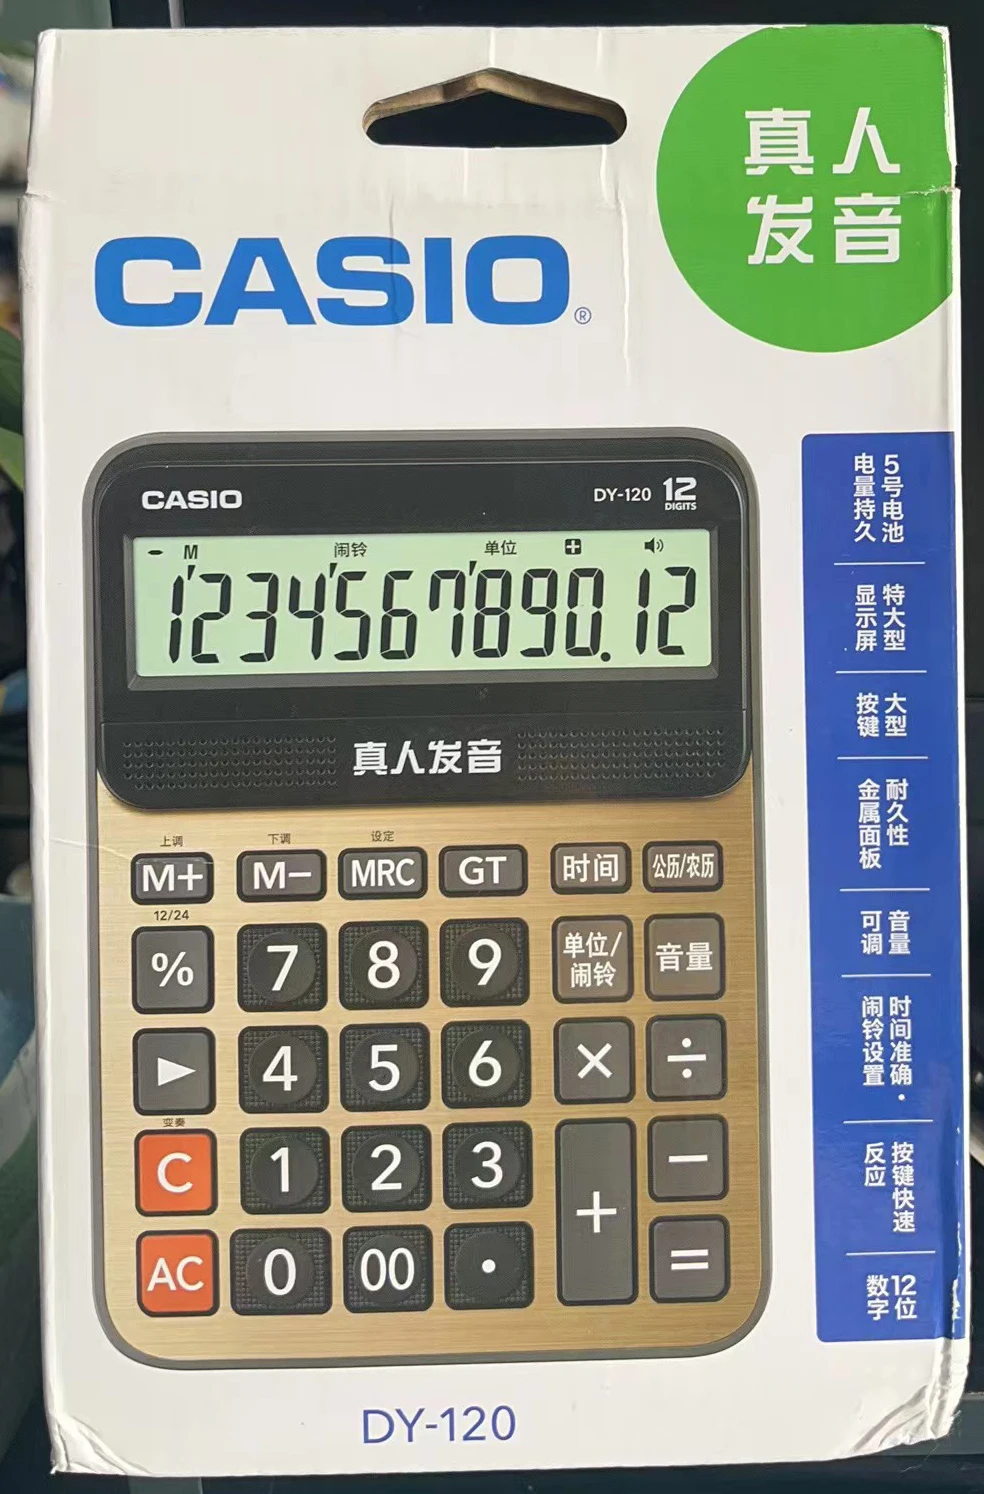 真人
发音
CASIO®
CASIO
DY-120 12
DIGITS
M 闹铃 单位
1'234'567'890.12
真人发音
上调 下调 设定
M+ M− MRC GT 时间 公历/农历
12/24
% 7 8 9 单位/闹铃 音量
4 5 6 × ÷
变奏
C 1 2 3 + −
AC 0 00 · =
5号电池
电量持久
特大型
显示屏
大型
按键
耐久性
金属面板
音量
可调
时间准确·
闹铃设置
按键快速
反应
12位
数字
DY-120